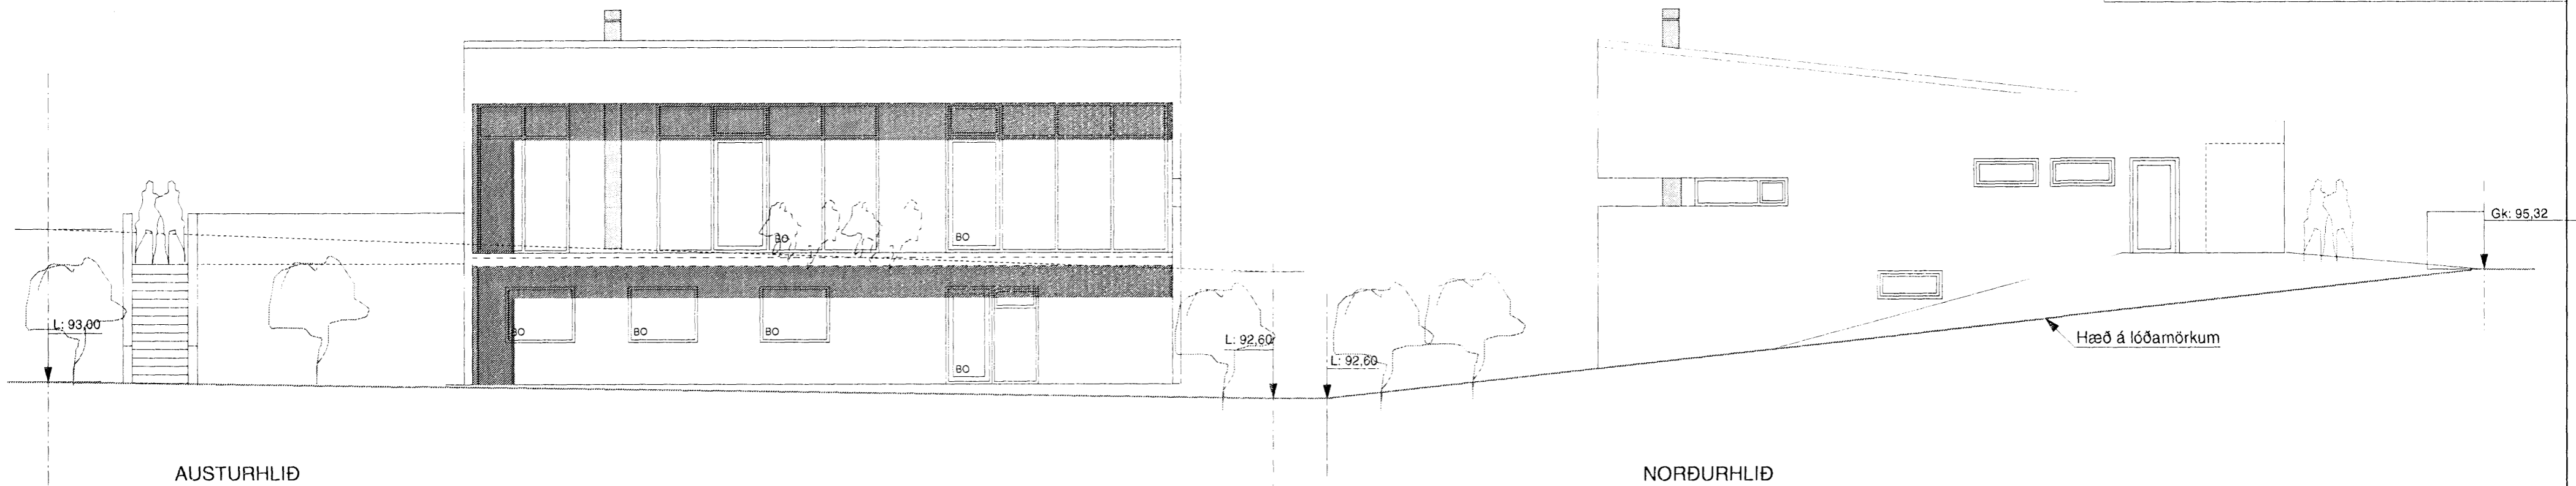 L: 93,00
BO
BO
BO
BO
BO
BO
L: 92,60
L: 92,60
Gk: 95,32
Hæð á lóðamörkum
AUSTURHLIÐ
NORÐURHLIÐ